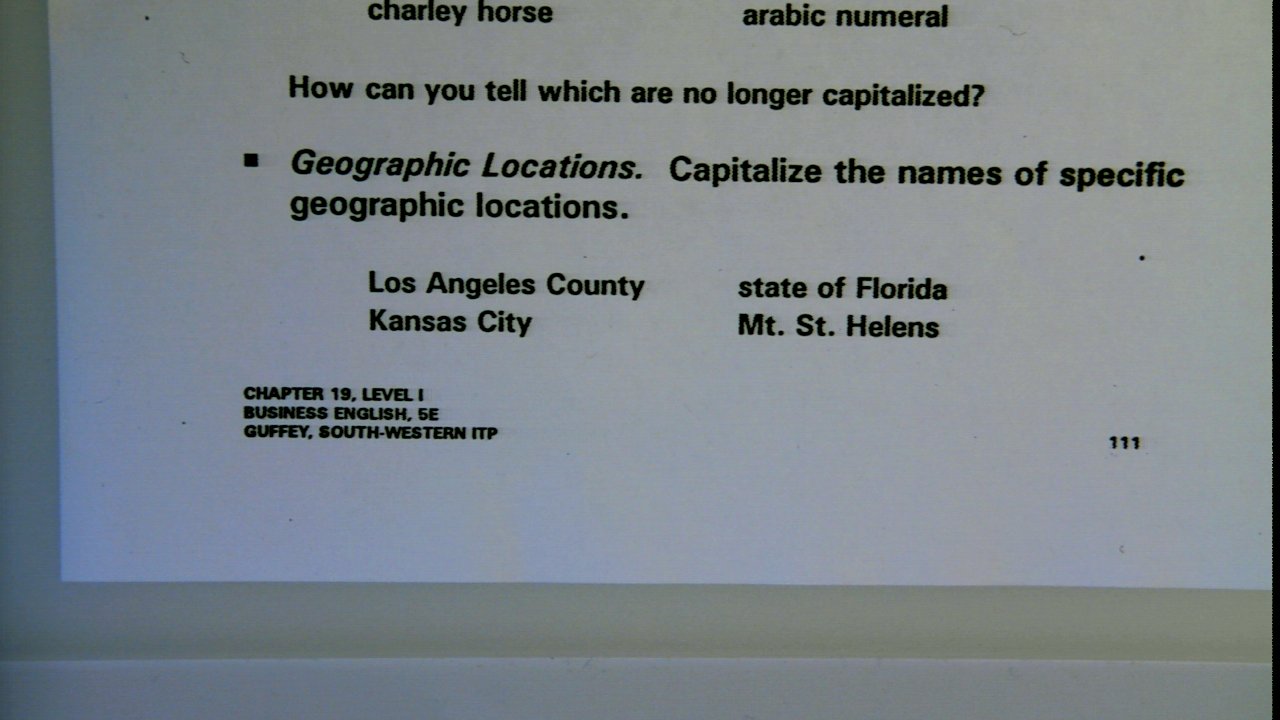 charley horse arabic numeral
How can you tell which are no longer capitalized?
▪ Geographic Locations. Capitalize the names of specific
geographic locations.
Los Angeles County state of Florida
Kansas City Mt. St. Helens
CHAPTER 19, LEVEL I
BUSINESS ENGLISH, 5E
GUFFEY, SOUTH-WESTERN ITP
111